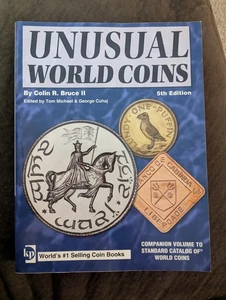 UNUSUAL
WORLD COINS
By Colin R. Bruce II
5th Edition
Edited by Tom Michael & George Cuhaj
LUNDY·ONE·PUFFIN
kp
World's #1 Selling Coin Books
COMPANION VOLUME TO
STANDARD CATALOG OF®
WORLD COINS